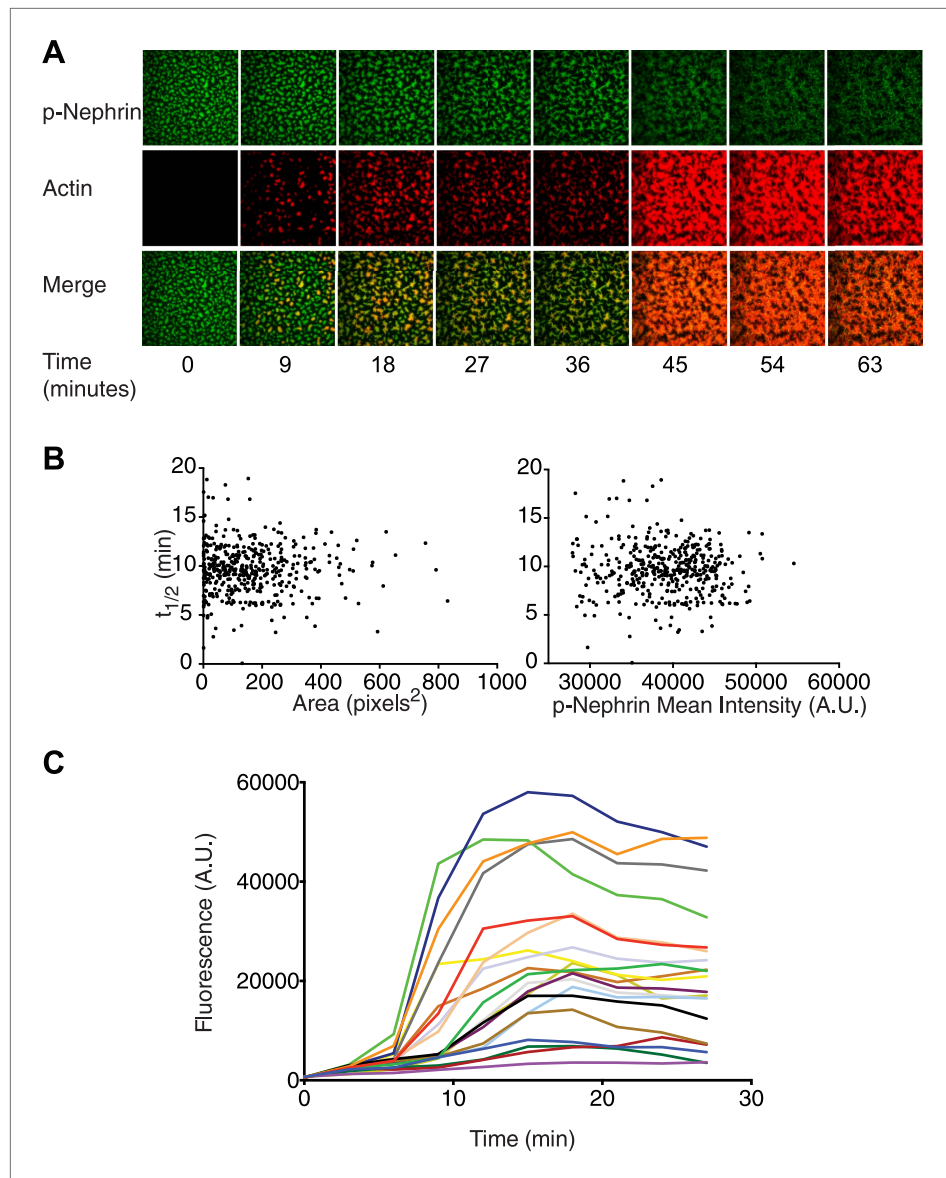 A
p-Nephrin
Actin
Merge
Time (minutes)
0 9 18 27 36 45 54 63
B
t1/2 (min)
20
15
10
5
0
0 200 400 600 800 1000
Area (pixels2)
20
15
10
5
0
30000 40000 50000 60000
p-Nephrin Mean Intensity (A.U.)
C
Fluorescence (A.U.)
60000
40000
20000
0
0 10 20 30
Time (min)